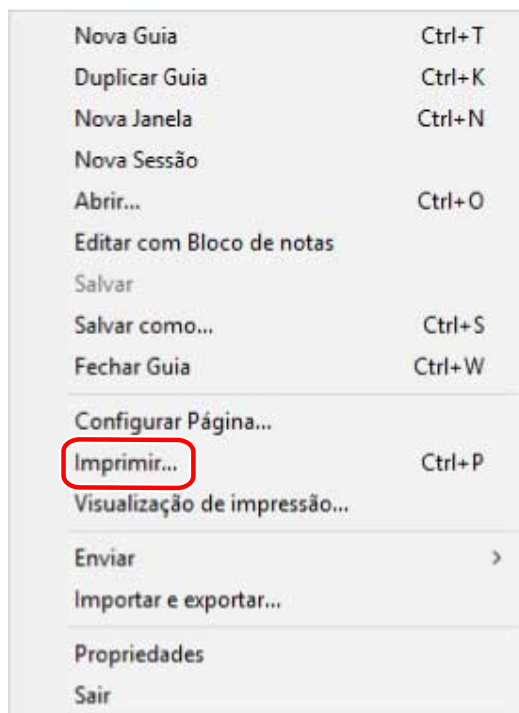 Nova Guia Ctrl+T
Duplicar Guia Ctrl+K
Nova Janela Ctrl+N
Nova Sessão
Abrir... Ctrl+O
Editar com Bloco de notas
Salvar
Salvar como... Ctrl+S
Fechar Guia Ctrl+W
Configurar Página...
Imprimir... Ctrl+P
Visualização de impressão...
Enviar >
Importar e exportar...
Propriedades
Sair